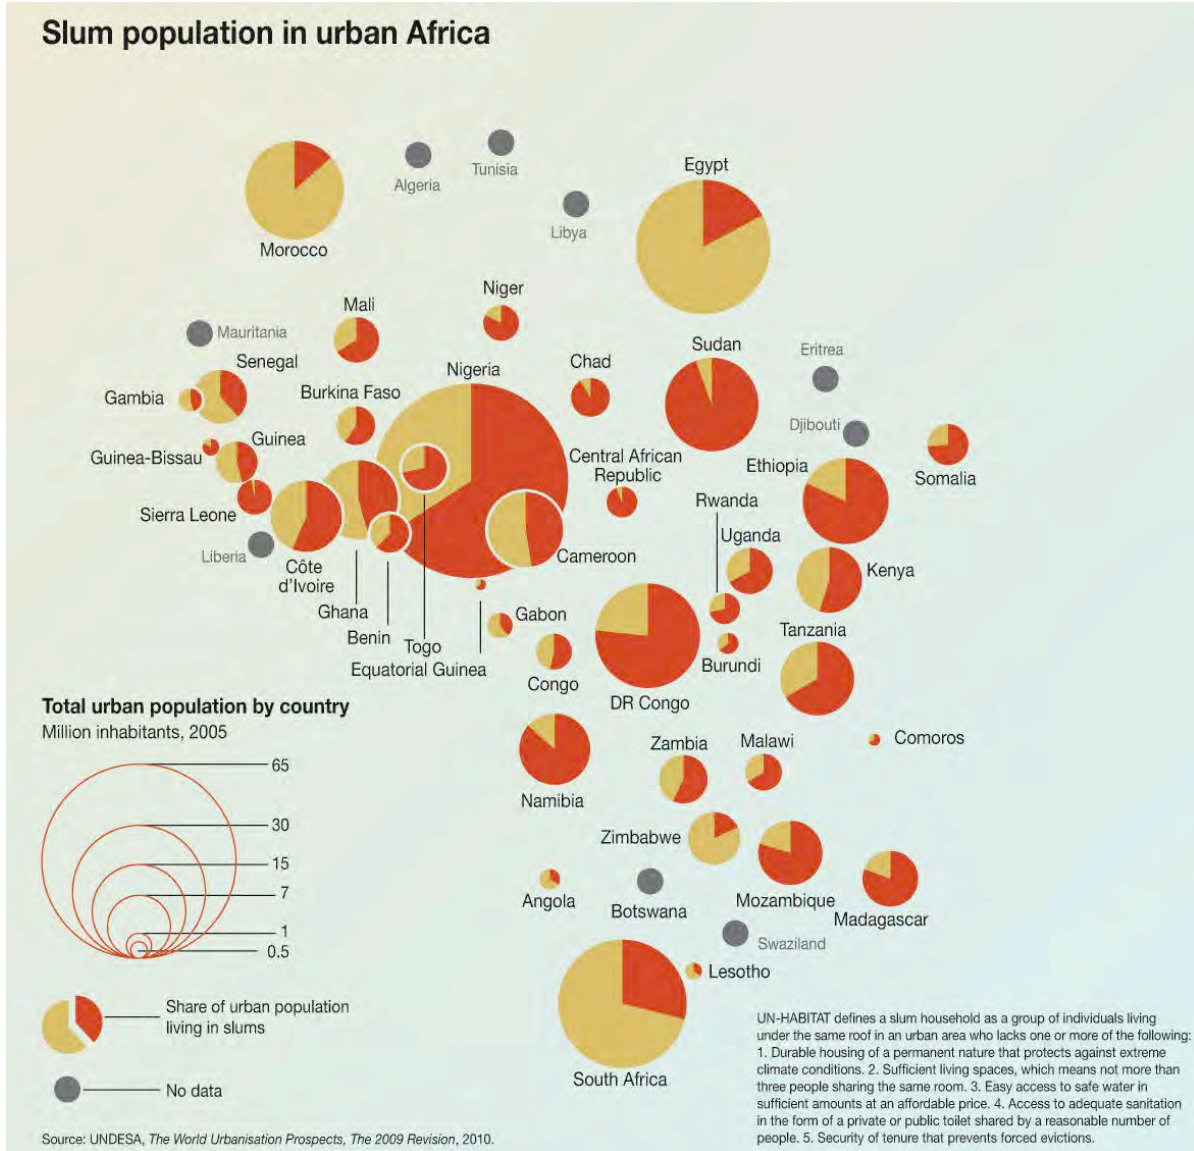 Slum population in urban Africa
Morocco
Algeria
Tunisia
Libya
Egypt
Niger
Mali
Mauritania
Senegal
Gambia
Burkina Faso
Nigeria
Chad
Sudan
Eritrea
Djibouti
Guinea
Guinea-Bissau
Central African
Republic
Ethiopia
Somalia
Sierra Leone
Rwanda
Uganda
Liberia
Côte
d'Ivoire
Cameroon
Kenya
Ghana
Benin
Togo
Equatorial Guinea
Gabon
Congo
DR Congo
Burundi
Tanzania
Total urban population by country
Million inhabitants, 2005
65
30
15
7
1
0.5
Namibia
Zambia
Malawi
Comoros
Zimbabwe
Angola
Botswana
Mozambique
Madagascar
Swaziland
Lesotho
South Africa
Share of urban population
living in slums
No data
UN-HABITAT defines a slum household as a group of individuals living
under the same roof in an urban area who lacks one or more of the following:
1. Durable housing of a permanent nature that protects against extreme
climate conditions. 2. Sufficient living spaces, which means not more than
three people sharing the same room. 3. Easy access to safe water in
sufficient amounts at an affordable price. 4. Access to adequate sanitation
in the form of a private or public toilet shared by a reasonable number of
people. 5. Security of tenure that prevents forced evictions.
Source: UNDESA, The World Urbanisation Prospects, The 2009 Revision, 2010.